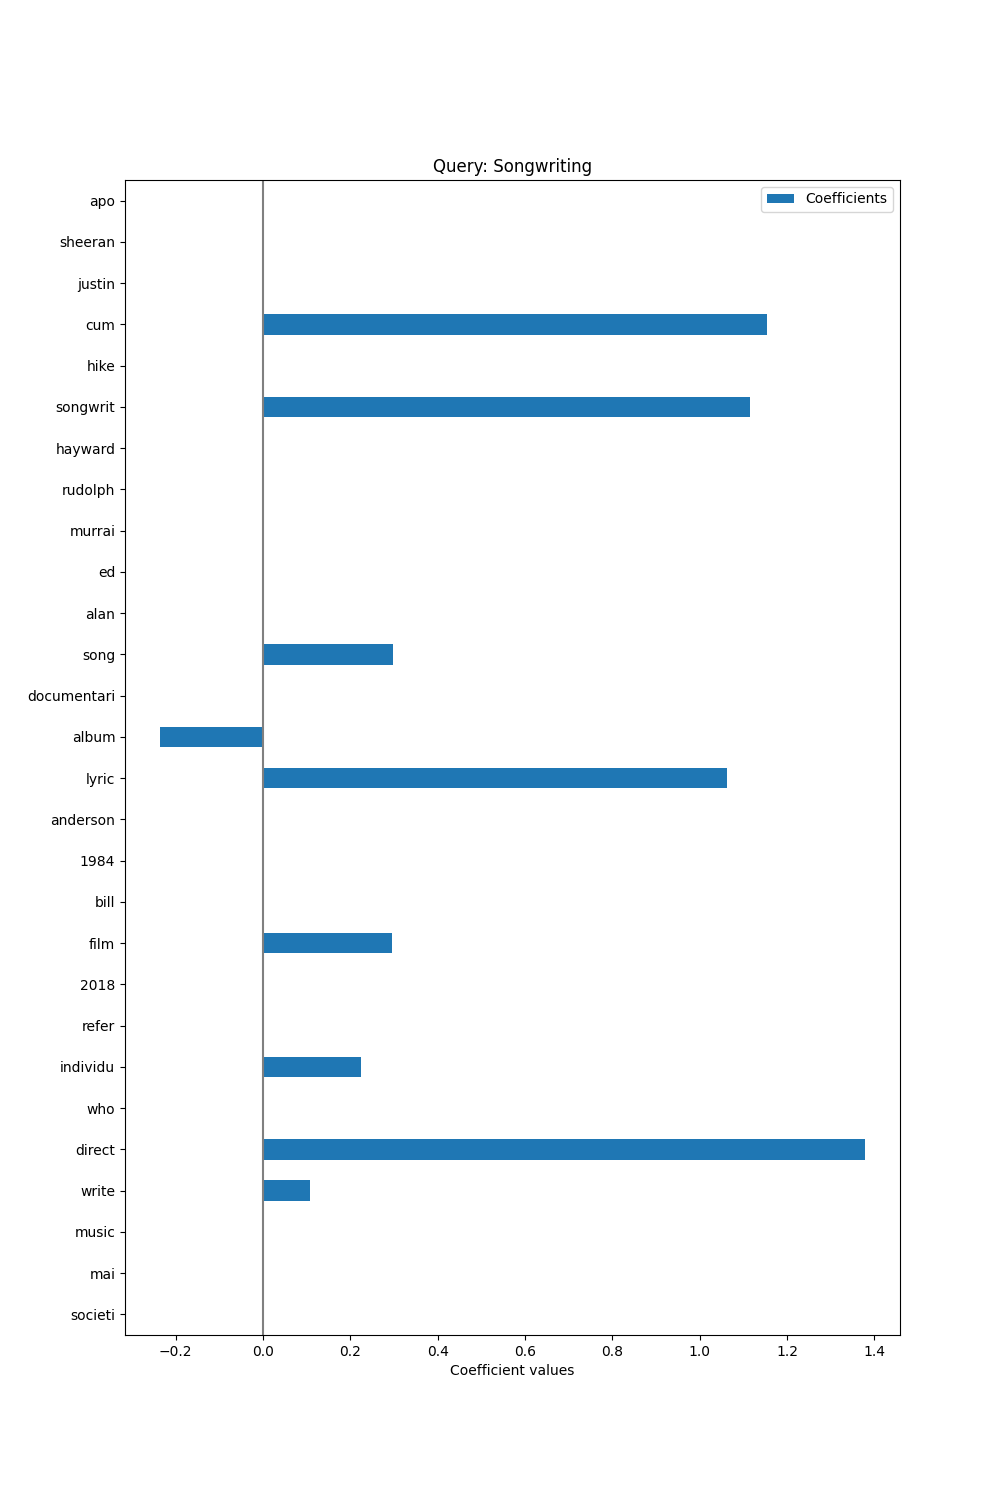 Query: Songwriting
Coefficients
apo
sheeran
justin
cum
hike
songwrit
hayward
rudolph
murrai
ed
alan
song
documentari
album
lyric
anderson
1984
bill
film
2018
refer
individu
who
direct
write
music
mai
societi
−0.2 0.0 0.2 0.4 0.6 0.8 1.0 1.2 1.4
Coefficient values